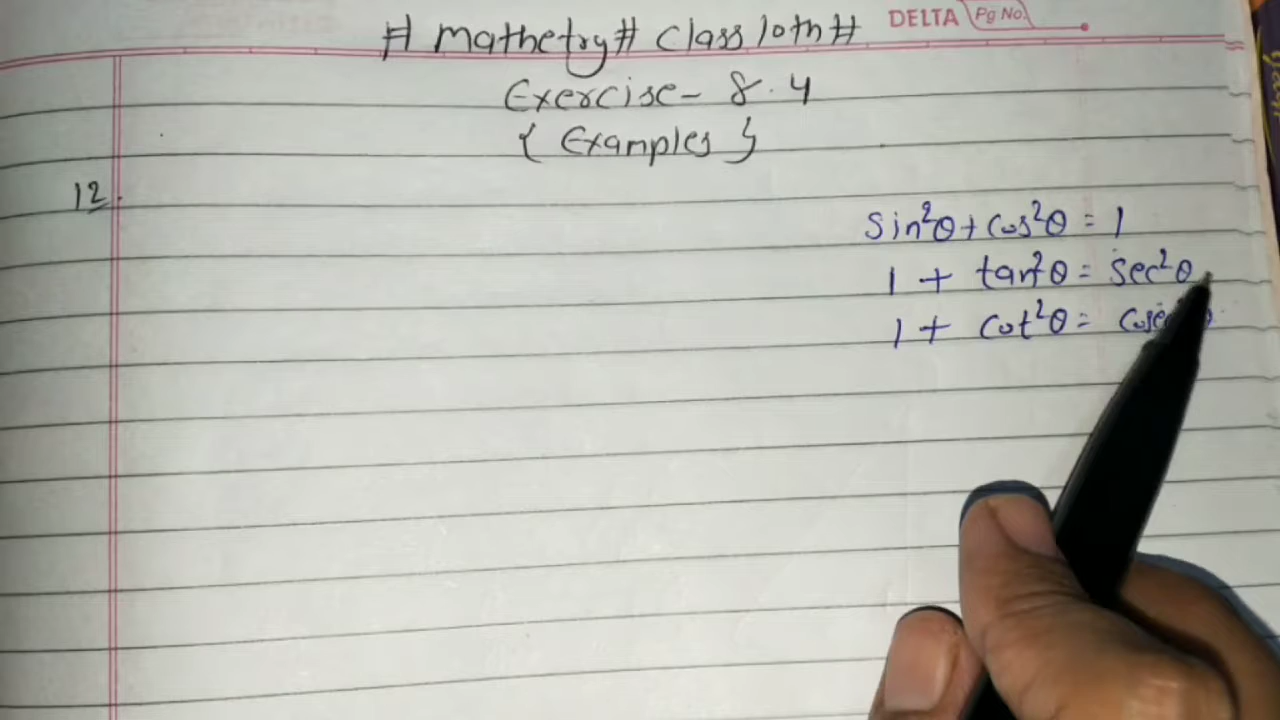 # mathetry # class 10th #
DELTA Pg No.
Exercise - 8.4
{ Examples }
12.
sin²θ + cos²θ = 1
1 + tan²θ = sec²θ
1 + cot²θ =